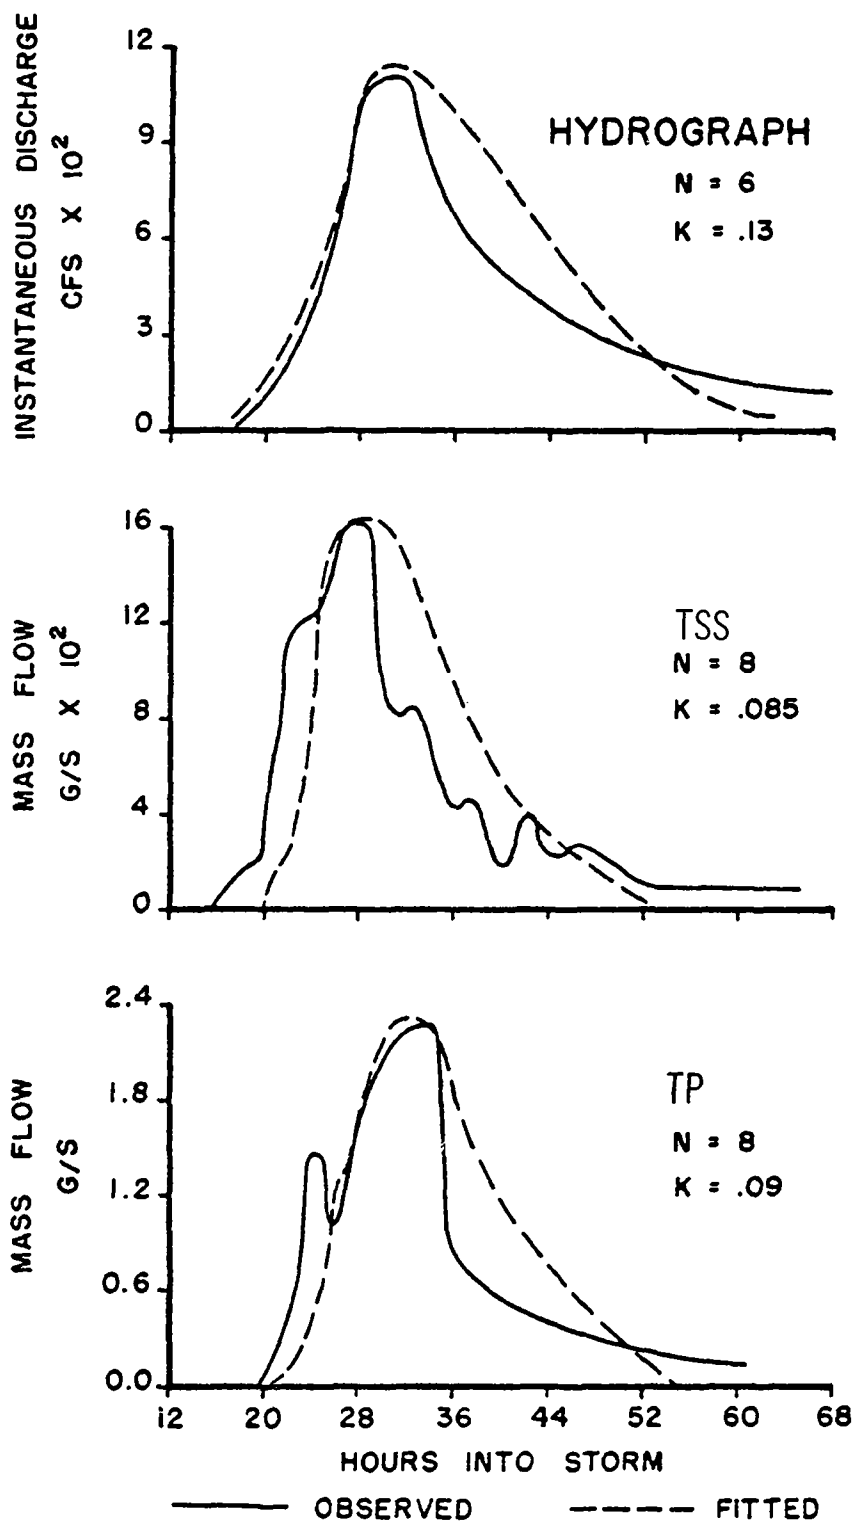 INSTANTANEOUS DISCHARGE
CFS X 10²
12
9
6
3
0
HYDROGRAPH
N = 6
K = .13
MASS FLOW
G/S X 10²
16
12
8
4
0
TSS
N = 8
K = .085
MASS FLOW
G/S
2.4
1.8
1.2
0.6
0.0
TP
N = 8
K = .09
12 20 28 36 44 52 60 68
HOURS INTO STORM
OBSERVED FITTED